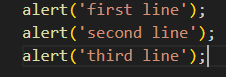 alert('first line');
alert('second line');
alert('third line');